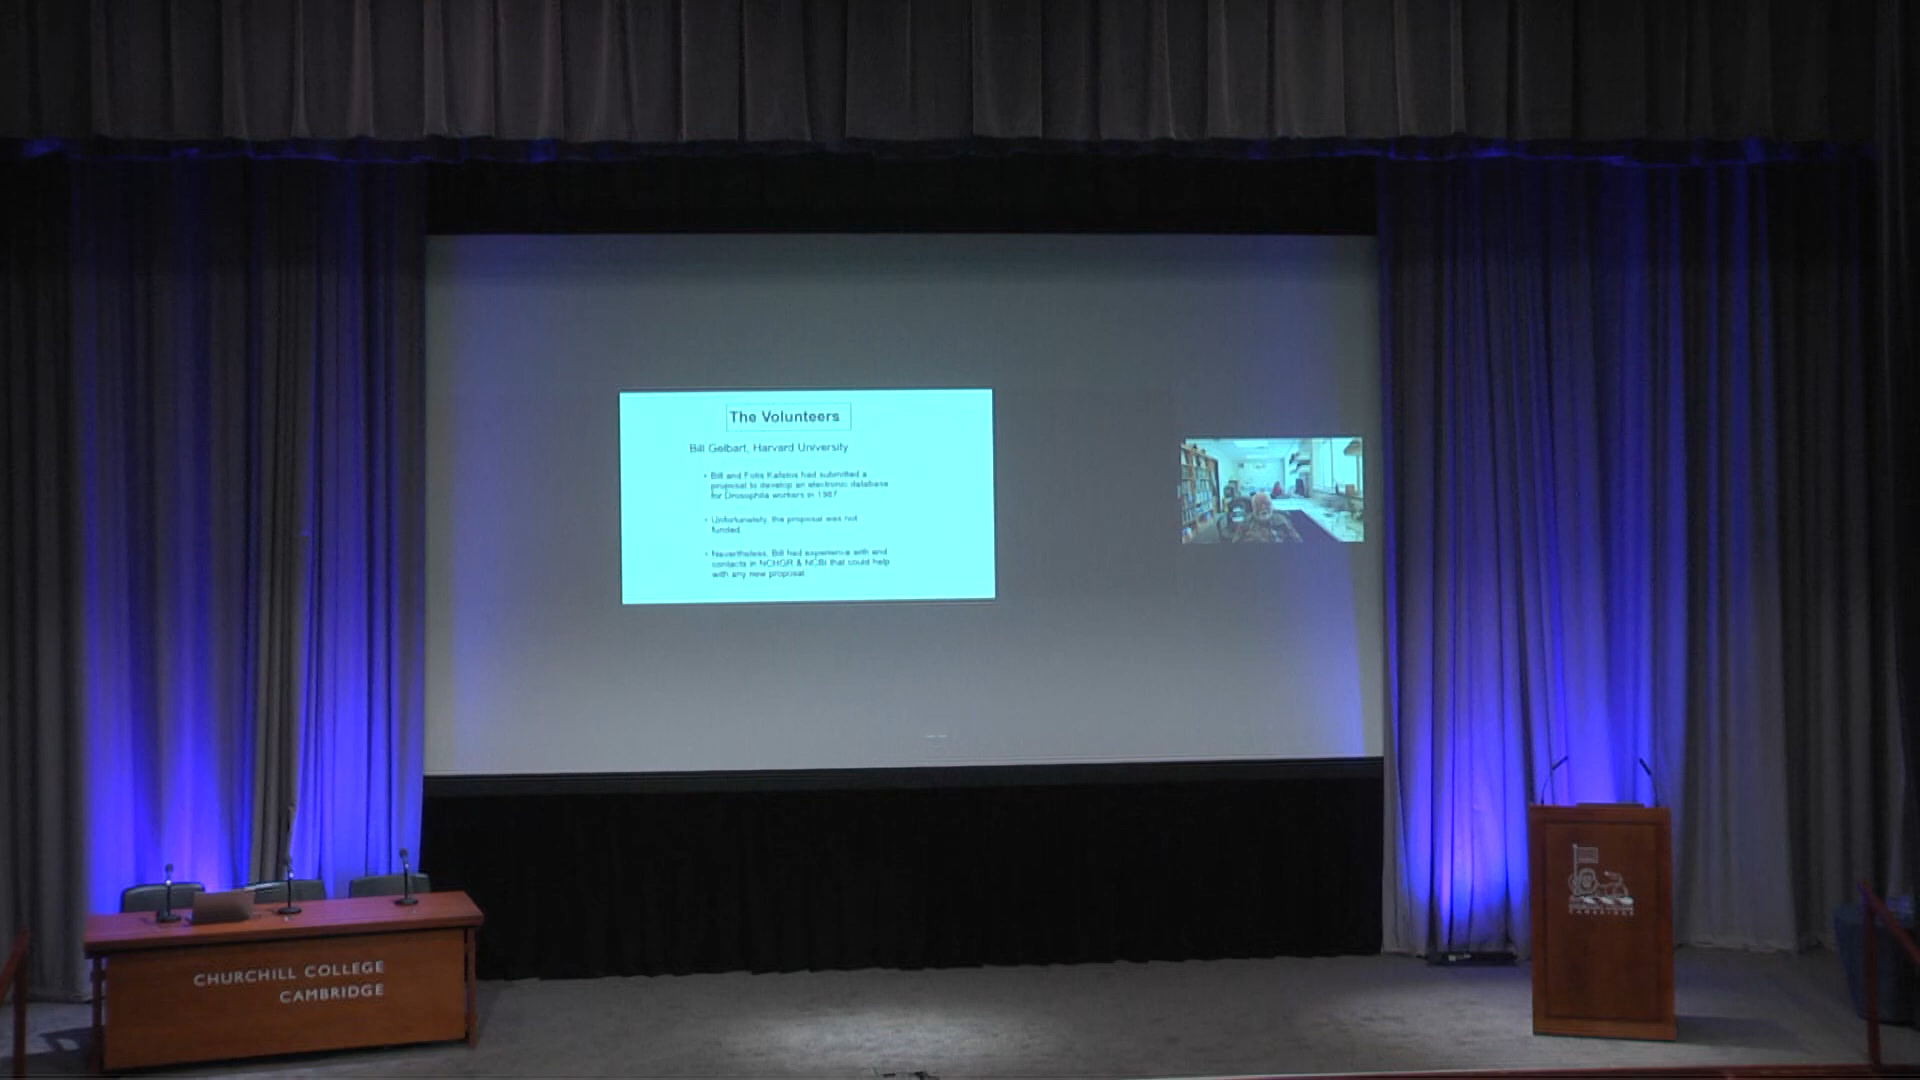 The Volunteers
Bill Gelbart, Harvard University
• Bill and Fotis Kafatos had submitted a
proposal to develop an electronic database
for Drosophila workers in 1987
• Unfortunately, the proposal was not
funded.
• Nevertheless, Bill had experience with and
contacts in NCHGR & NCBI that could help
with any new proposal.
CHURCHILL COLLEGE
CAMBRIDGE
CAMBRIDGE